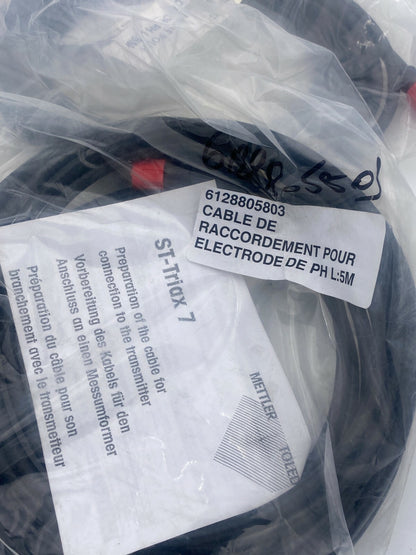 6128805803
CABLE DE
RACCORDEMENT POUR
ELECTRODE DE PH L:5M
ST-Triax 7
Preparation of the cable for
connection to the transmitter
Vorbereitung des Kabels für den
Anschluss an einen Messumformer
Préparation du câble pour son
branchement avec le transmetteur
METTLER
TOLED